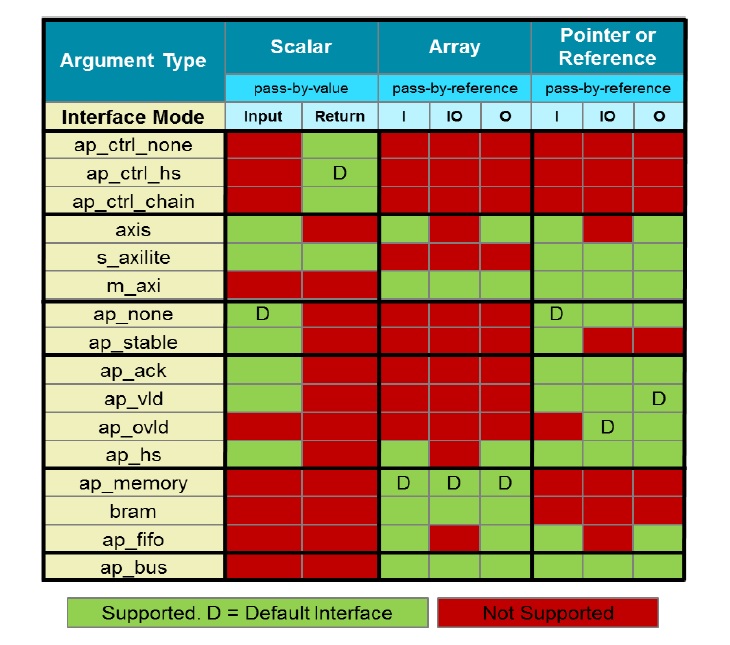 Argument Type Scalar Array Pointer or Reference
pass-by-value pass-by-reference pass-by-reference
Interface Mode Input Return I IO O I IO O
ap_ctrl_none
ap_ctrl_hs D
ap_ctrl_chain
axis
s_axilite
m_axi
ap_none D D
ap_stable
ap_ack
ap_vld D
ap_ovld D
ap_hs
ap_memory D D D
bram
ap_fifo
ap_bus
Supported. D = Default Interface Not Supported